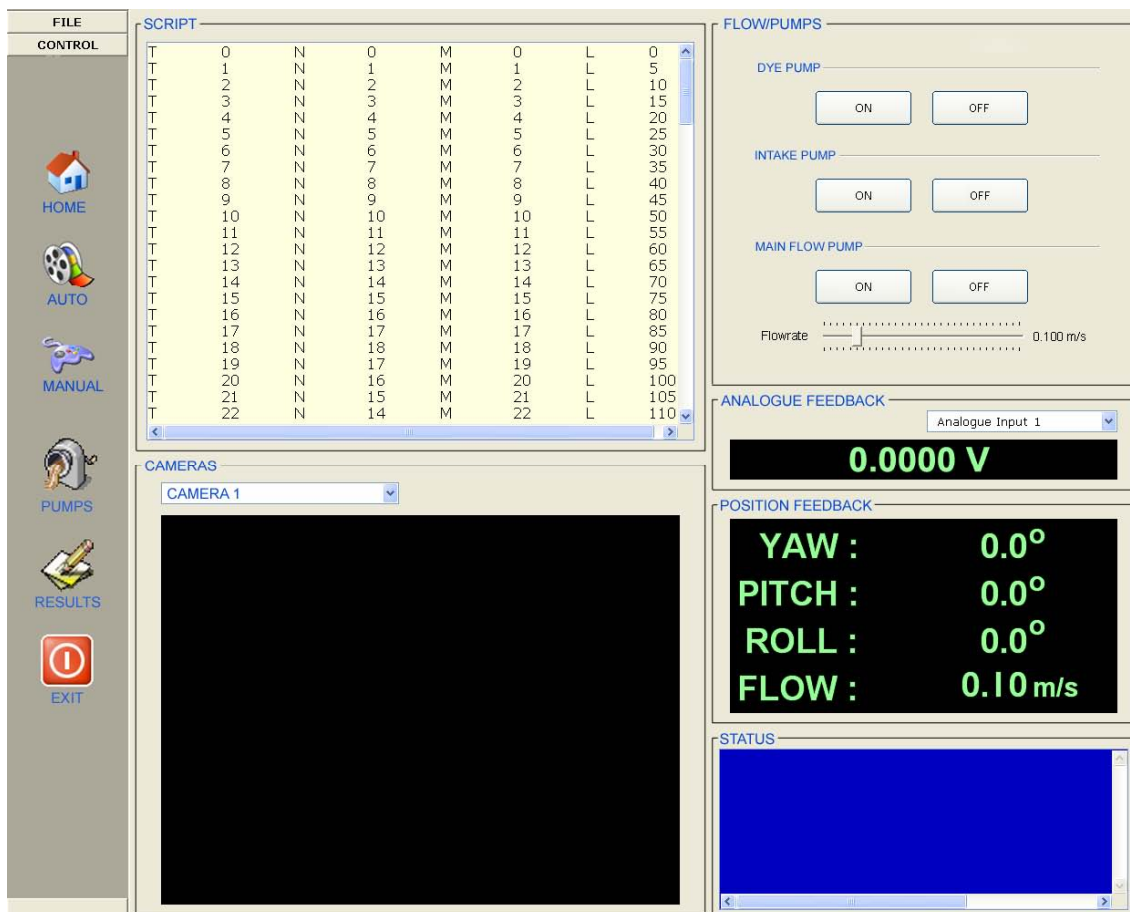 FILE
CONTROL
HOME
AUTO
MANUAL
PUMPS
RESULTS
EXIT
SCRIPT
T 0 N 0 M 0 L 0
T 1 N 1 M 1 L 5
T 2 N 2 M 2 L 10
T 3 N 3 M 3 L 15
T 4 N 4 M 4 L 20
T 5 N 5 M 5 L 25
T 6 N 6 M 6 L 30
T 7 N 7 M 7 L 35
T 8 N 8 M 8 L 40
T 9 N 9 M 9 L 45
T 10 N 10 M 10 L 50
T 11 N 11 M 11 L 55
T 12 N 12 M 12 L 60
T 13 N 13 M 13 L 65
T 14 N 14 M 14 L 70
T 15 N 15 M 15 L 75
T 16 N 16 M 16 L 80
T 17 N 17 M 17 L 85
T 18 N 18 M 18 L 90
T 19 N 17 M 19 L 95
T 20 N 16 M 20 L 100
T 21 N 15 M 21 L 105
T 22 N 14 M 22 L 110
CAMERAS
CAMERA 1
FLOW/PUMPS
DYE PUMP
ON OFF
INTAKE PUMP
ON OFF
MAIN FLOW PUMP
ON OFF
Flowrate 0.100 m/s
ANALOGUE FEEDBACK
Analogue Input 1
0.0000 V
POSITION FEEDBACK
YAW : 0.0°
PITCH : 0.0°
ROLL : 0.0°
FLOW : 0.10 m/s
STATUS